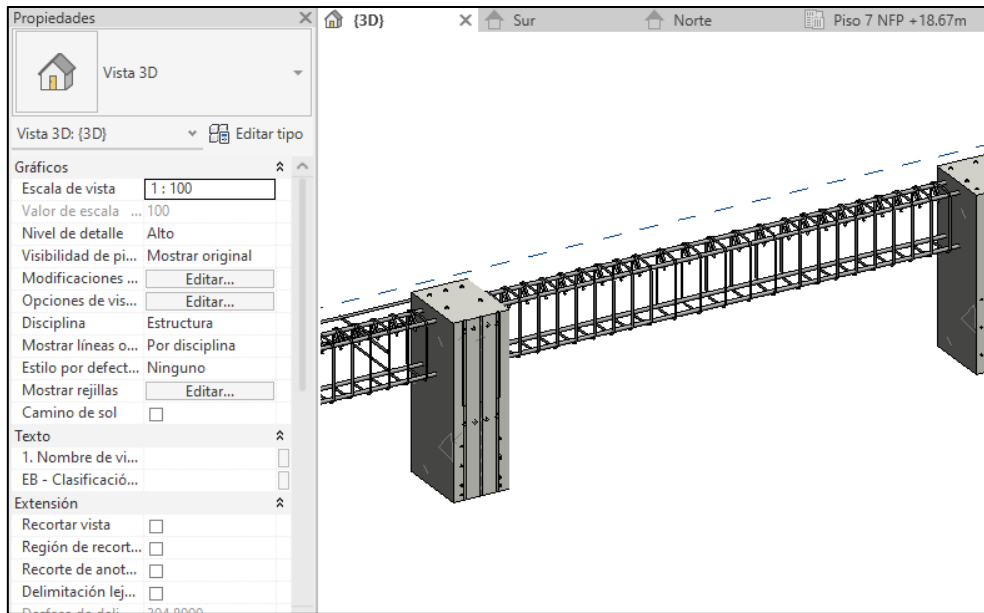 Propiedades
{3D}
Sur
Norte
Piso 7 NFP +18.67m
Vista 3D
Vista 3D: {3D}
Editar tipo
Gráficos
Escala de vista 1 : 100
Valor de escala ... 100
Nivel de detalle Alto
Visibilidad de pi... Mostrar original
Modificaciones ... Editar...
Opciones de vis... Editar...
Disciplina Estructura
Mostrar líneas o... Por disciplina
Estilo por defect... Ninguno
Mostrar rejillas Editar...
Camino de sol
Texto
1. Nombre de vi...
EB - Clasificació...
Extensión
Recortar vista
Región de recort...
Recorte de anot...
Delimitación lej...